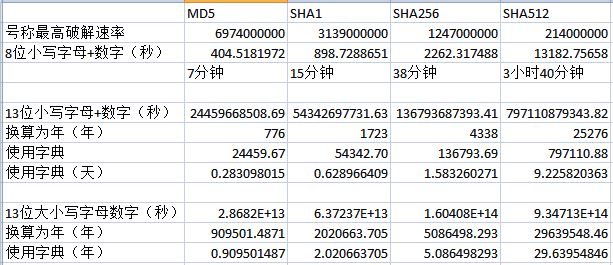 MD5 SHA1 SHA256 SHA512
号称最高破解速率 6974000000 3139000000 1247000000 214000000
8位小写字母+数字（秒） 404.5181972 898.7288651 2262.317488 13182.75658
7分钟 15分钟 38分钟 3小时40分钟
13位小写字母+数字（秒） 24459668508.69 54342697731.63 136793687393.41 797110879343.82
换算为年（年） 776 1723 4338 25276
使用字典 24459.67 54342.70 136793.69 797110.88
使用字典（天） 0.283098015 0.628966409 1.583260271 9.225820363
13位大小写字母数字（秒） 2.8682E+13 6.37237E+13 1.60408E+14 9.34713E+14
换算为年（年） 909501.4871 2020663.705 5086498.293 29639548.46
使用字典（年） 0.909501487 2.020663705 5.086498293 29.63954846